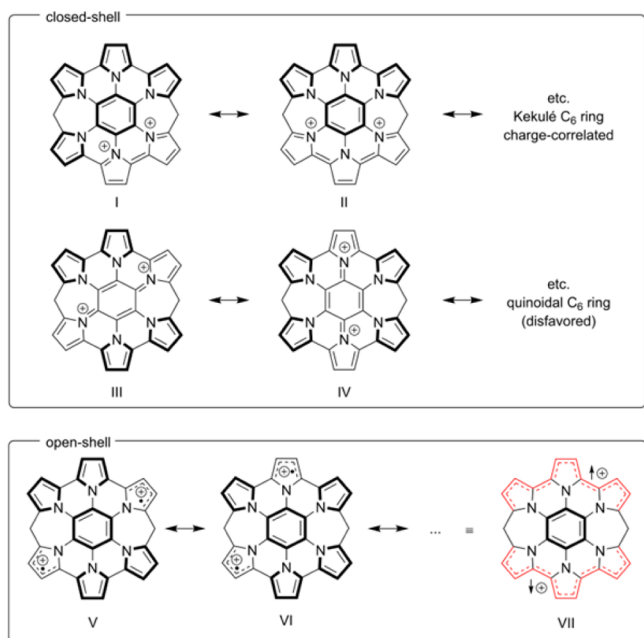 closed-shell
N
N N
⊕
N N
⊕
N
I
N
N N
⊕ ⊕
N N
N
II
etc.
Kekulé C6 ring
charge-correlated
N
⊕
N N
⊕
N N
N
III
⊕
N
N N
N N
N
⊕
IV
etc.
quinoidal C6 ring
(disfavored)
open-shell
⊕•
N
N N
N N
⊕•
N
V
⊕•
N
N N
N N
N
VI
...
≡
↑⊕
N
N N
N N
N
↓⊕
VII